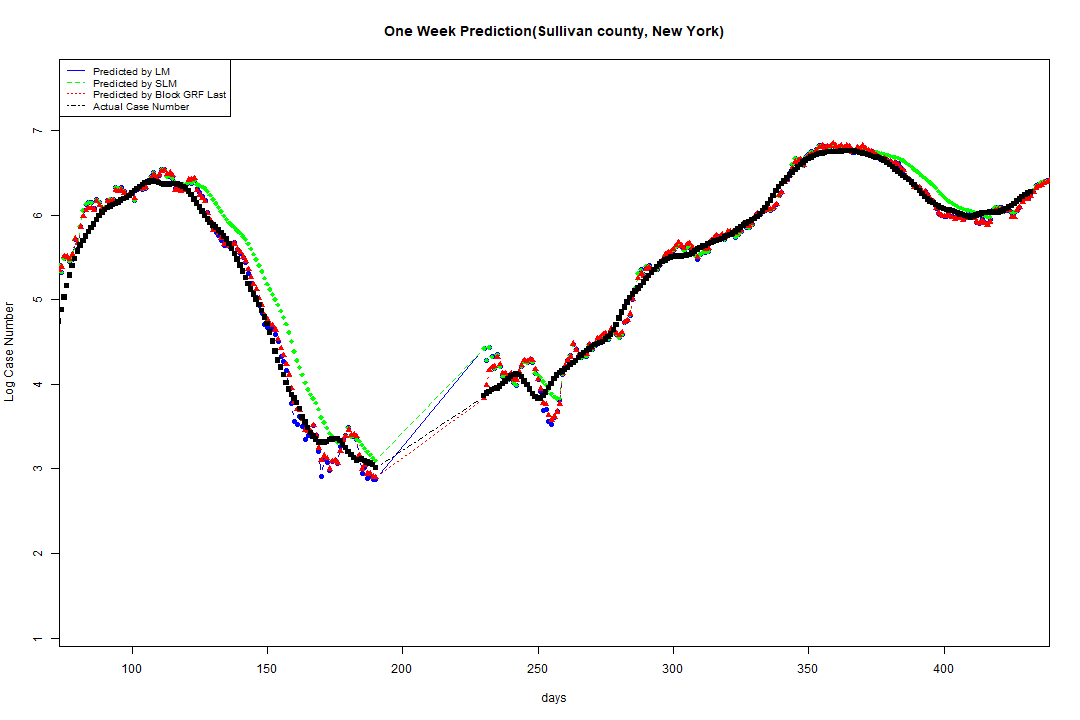 One Week Prediction(Sullivan county, New York)
Predicted by LM
Predicted by SLM
Predicted by Block GRF Last
Actual Case Number
7
6
5
4
3
2
1
Log Case Number
100 150 200 250 300 350 400
days